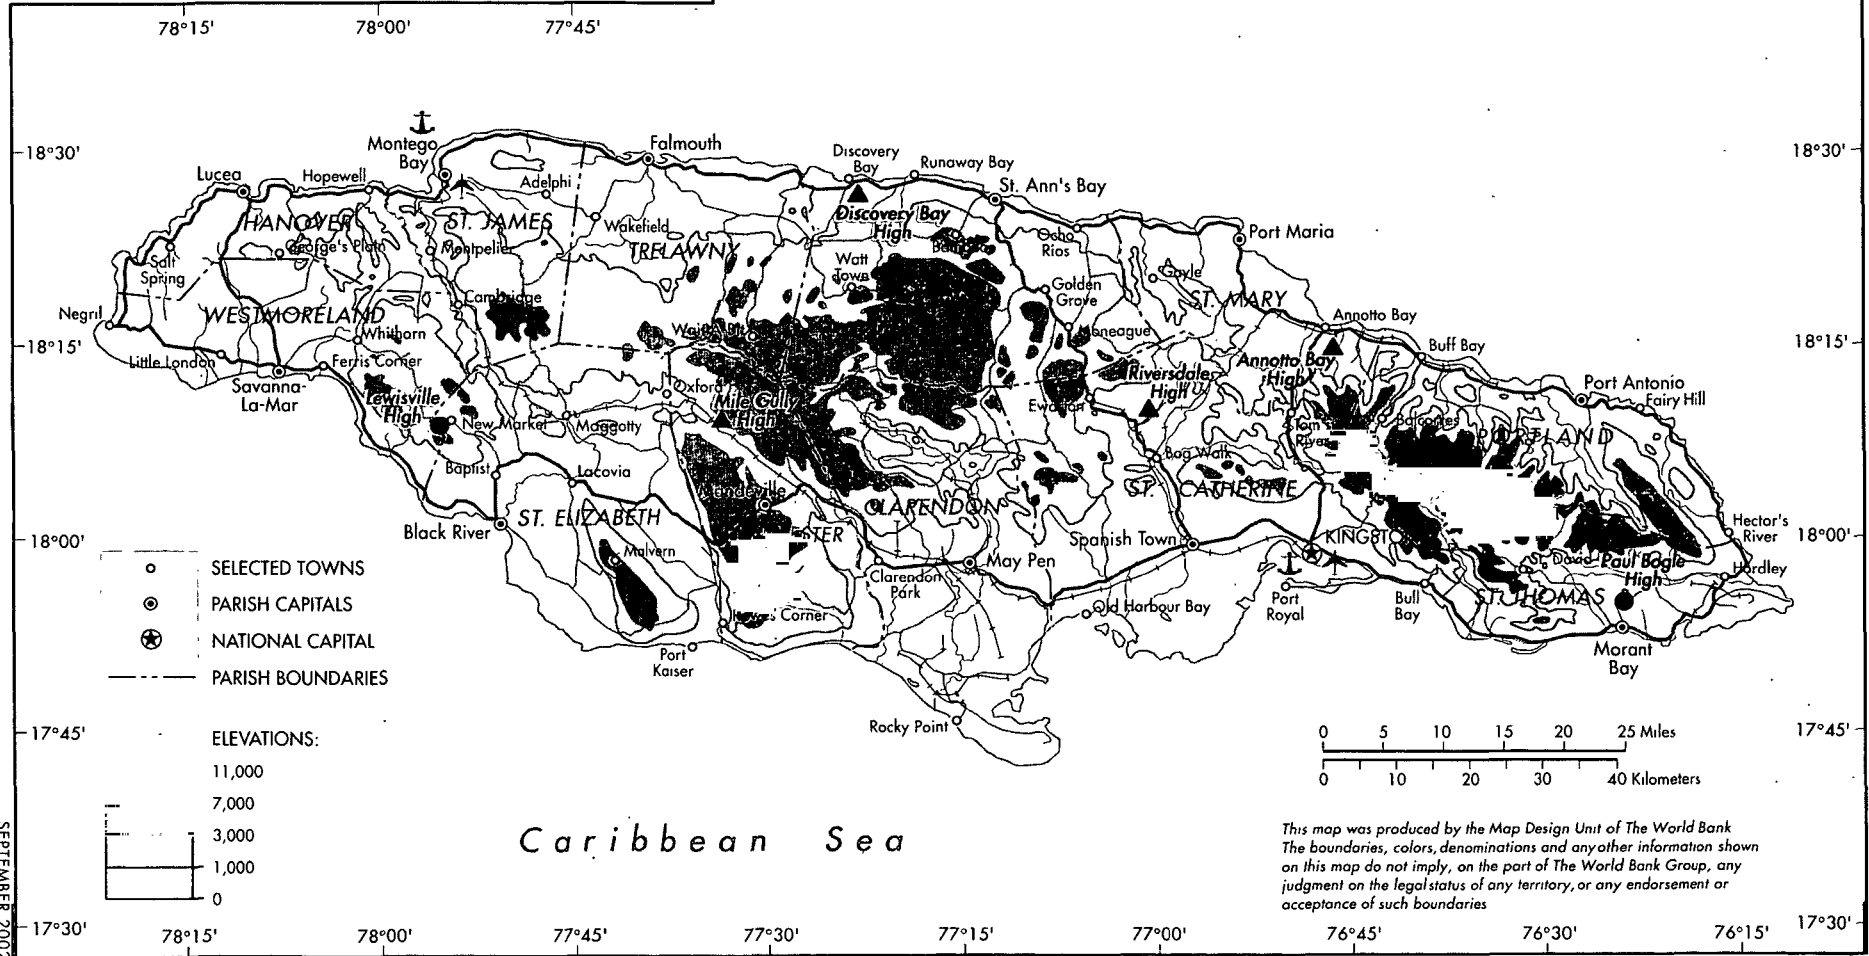 78°15' 78°00' 77°45'
18°30'
18°30'
Montego
Bay
Falmouth
Discovery
Bay
Runaway Bay
Lucea
Hopewell
Adelphi
St. Ann's Bay
HANOVER
ST. JAMES
Wakefield
Discovery Bay
High
Ocho
Rios
Port Maria
George's Plain
Montpelier
TRELAWNY
Salt
Spring
Watt
Town
Gayle
Golden
Grove
ST. MARY
Cambridge
Negril
WESTMORELAND
Whithorn
Moneague
Annotto Bay
18°15'
18°15'
Little London
Ferris Corner
Buff Bay
Annotto Bay
High
Riversdale
High
Savanna-
La-Mar
Oxford
Port Antonio
Fairy Hill
Lewisville
High
Mile Gully
High
Ewarton
New Market
Maggotty
Tom's
River
Balcarres
PORTLAND
Baptist
Lacovia
Bog Walk
Mandeville
ST. CATHERINE
ST. ELIZABETH
CLARENDON
Black River
Hector's
River
18°00'
18°00'
STER
Spanish Town
KINGST
Malvern
May Pen
St. David
Paul Bogle
High
Hordley
Clarendon
Park
Port
Royal
Bull
Bay
ST. THOMAS
Old Harbour Bay
Port
Kaiser
Morant
Bay
Rocky Point
SELECTED TOWNS
PARISH CAPITALS
NATIONAL CAPITAL
PARISH BOUNDARIES
17°45'
17°45'
ELEVATIONS:
11,000
7,000
3,000
1,000
0
0 5 10 15 20 25 Miles
0 10 20 30 40 Kilometers
Caribbean Sea
This map was produced by the Map Design Unit of The World Bank
The boundaries, colors, denominations and any other information shown
on this map do not imply, on the part of The World Bank Group, any
judgment on the legal status of any territory, or any endorsement or
acceptance of such boundaries
17°30'
17°30'
78°15' 78°00' 77°45' 77°30' 77°15' 77°00' 76°45' 76°30' 76°15'
SEPTEMBER